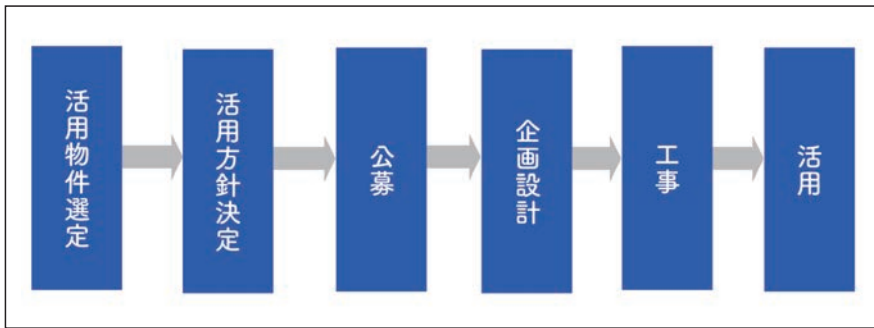 活用物件選定
活用方針決定
公募
企画設計
工事
活用